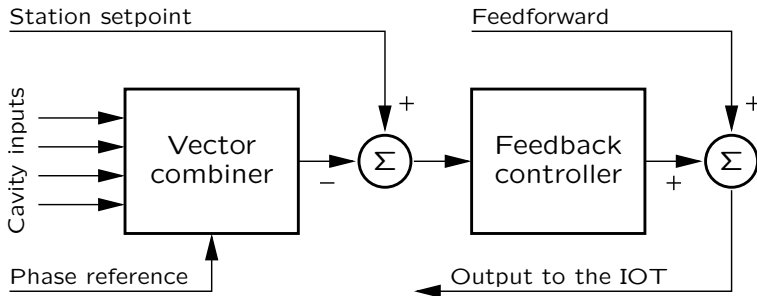 Station setpoint
Feedforward
+
+
Cavity inputs
Vector
combiner
−
Σ
Feedback
controller
+
Σ
Phase reference
Output to the IOT